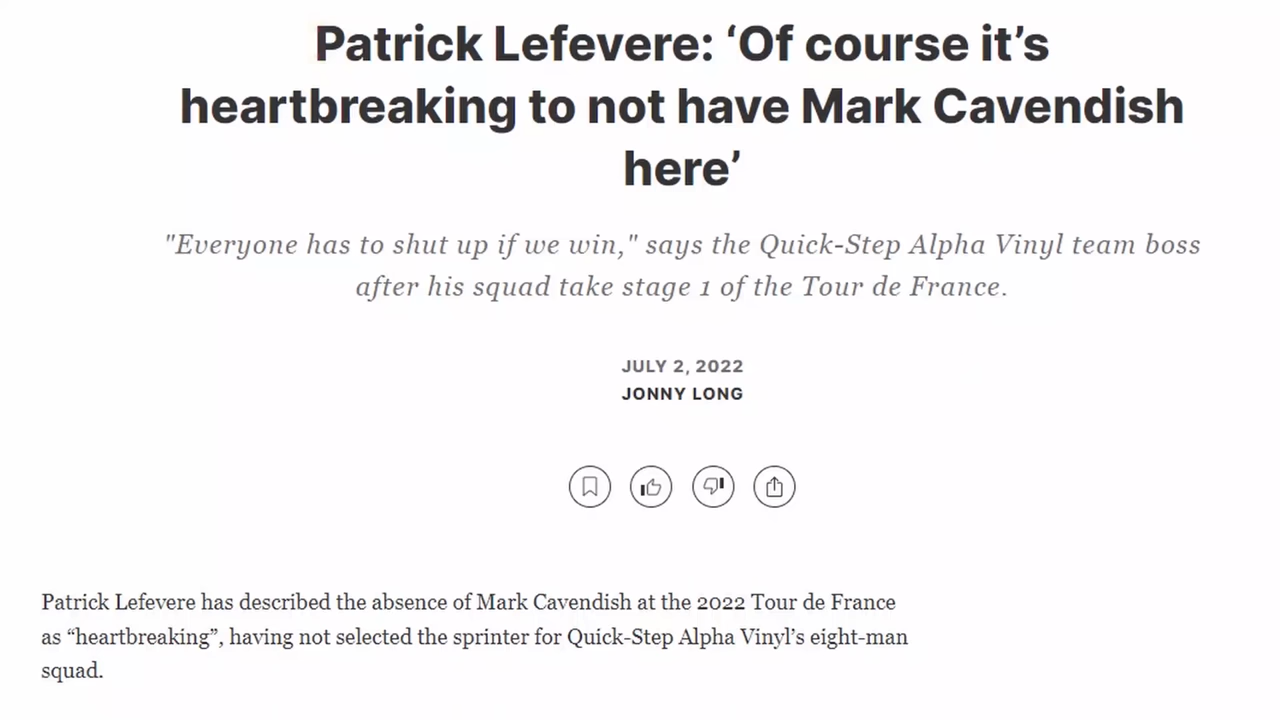 Patrick Lefevere: ‘Of course it’s
heartbreaking to not have Mark Cavendish
here’
"Everyone has to shut up if we win," says the Quick-Step Alpha Vinyl team boss
after his squad take stage 1 of the Tour de France.
JULY 2, 2022
JONNY LONG
Patrick Lefevere has described the absence of Mark Cavendish at the 2022 Tour de France
as “heartbreaking”, having not selected the sprinter for Quick-Step Alpha Vinyl’s eight-man
squad.